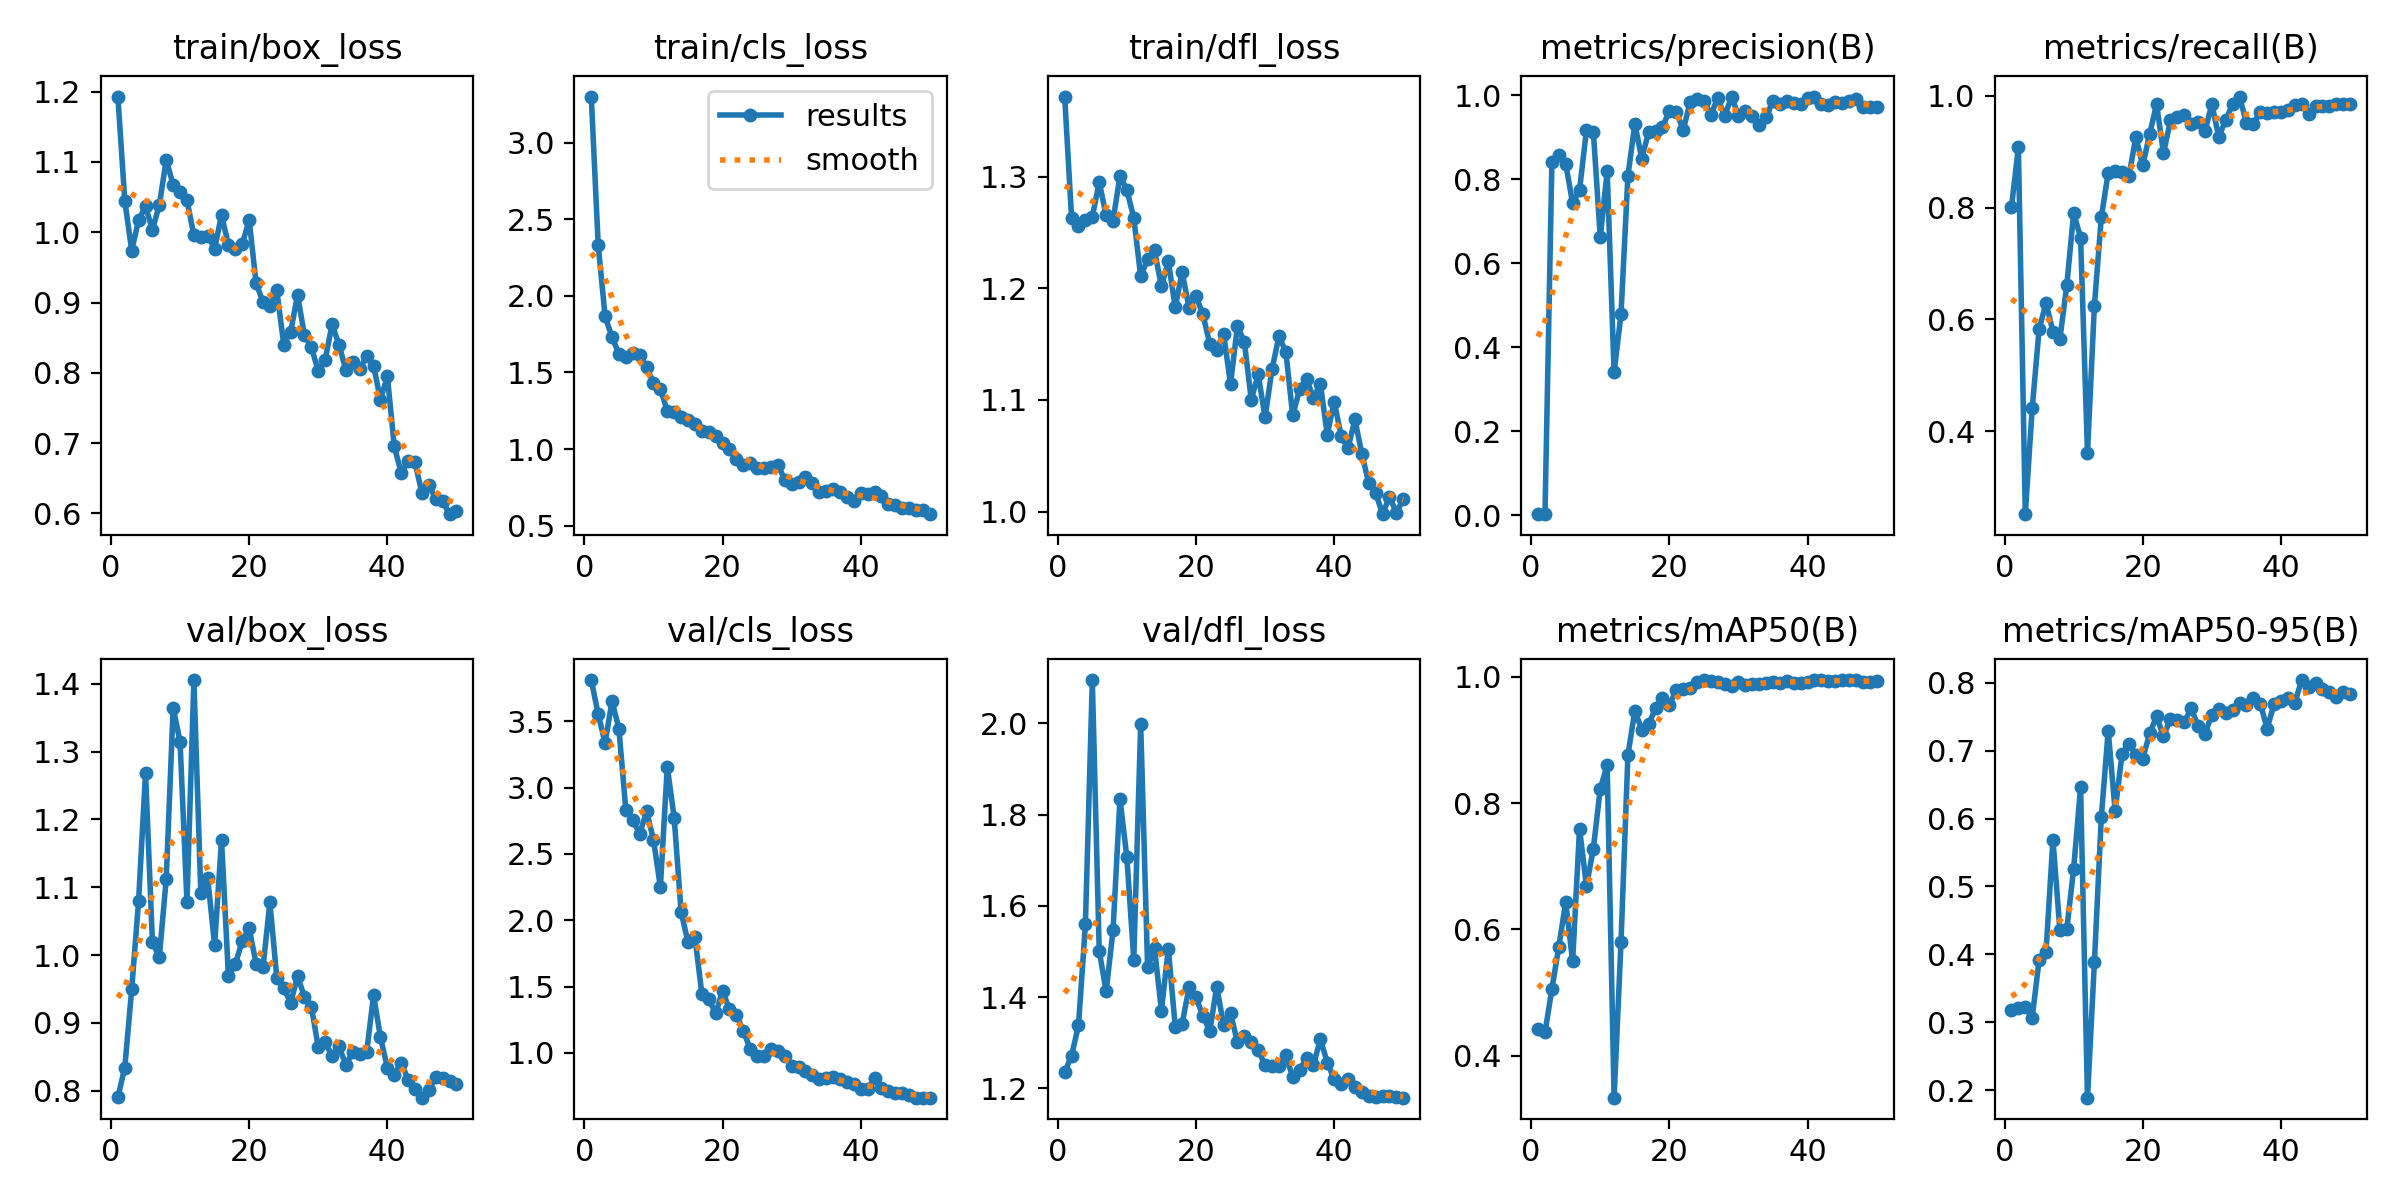 train/box_loss
train/cls_loss
train/dfl_loss
metrics/precision(B)
metrics/recall(B)
1.2
1.1
1.0
0.9
0.8
0.7
0.6
0 20 40
3.0
2.5
2.0
1.5
1.0
0.5
0 20 40
results
smooth
1.3
1.2
1.1
1.0
0 20 40
1.0
0.8
0.6
0.4
0.2
0.0
0 20 40
1.0
0.8
0.6
0.4
0 20 40
val/box_loss
val/cls_loss
val/dfl_loss
metrics/mAP50(B)
metrics/mAP50-95(B)
1.4
1.3
1.2
1.1
1.0
0.9
0.8
0 20 40
3.5
3.0
2.5
2.0
1.5
1.0
0 20 40
2.0
1.8
1.6
1.4
1.2
0 20 40
1.0
0.8
0.6
0.4
0 20 40
0.8
0.7
0.6
0.5
0.4
0.3
0.2
0 20 40